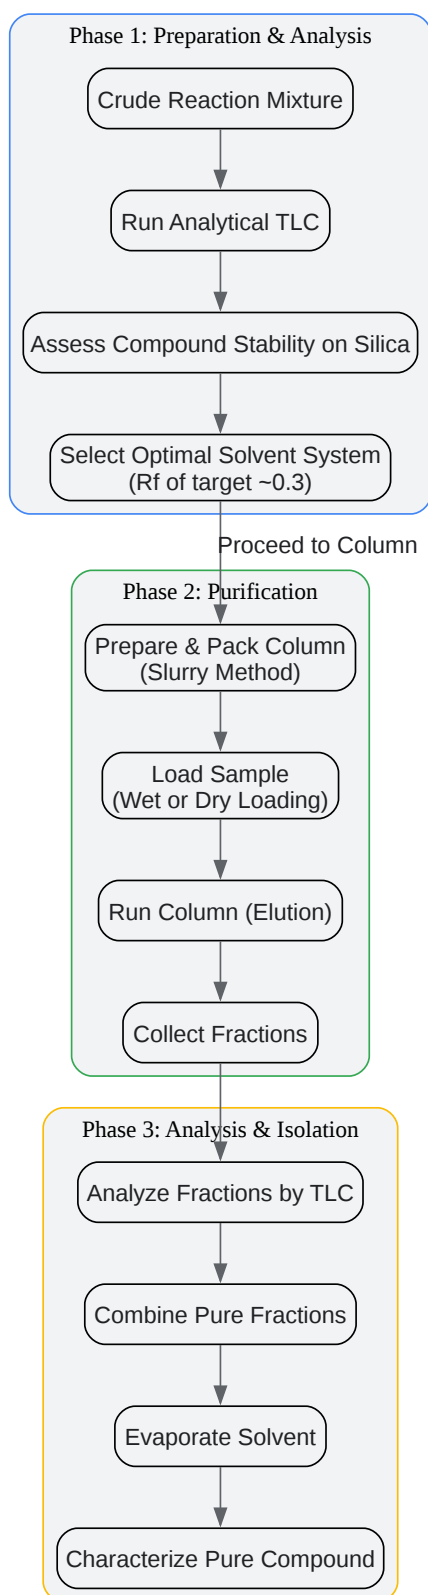 Phase 1: Preparation & Analysis
Crude Reaction Mixture
Run Analytical TLC
Assess Compound Stability on Silica
Select Optimal Solvent System
(Rf of target ~0.3)
Proceed to Column
Phase 2: Purification
Prepare & Pack Column
(Slurry Method)
Load Sample
(Wet or Dry Loading)
Run Column (Elution)
Collect Fractions
Phase 3: Analysis & Isolation
Analyze Fractions by TLC
Combine Pure Fractions
Evaporate Solvent
Characterize Pure Compound